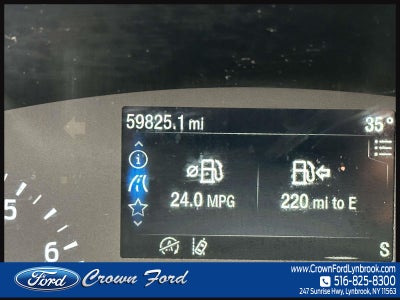 59825.1 mi
35°
24.0 MPG
220 mi to E
5
6
S
Ford
Crown Ford
www.CrownFordLynbrook.com
516-825-8300
247 Sunrise Hwy, Lynbrook, NY 11563